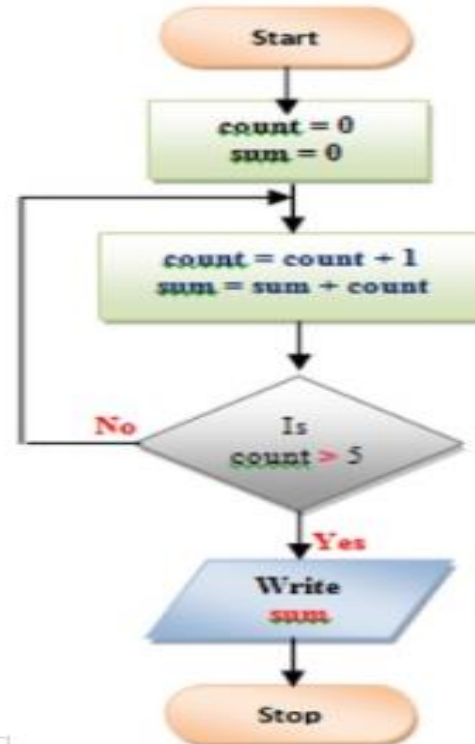 Start
count = 0
sum = 0
count = count + 1
sum = sum + count
No
Is
count > 5
Yes
Write
sum
Stop